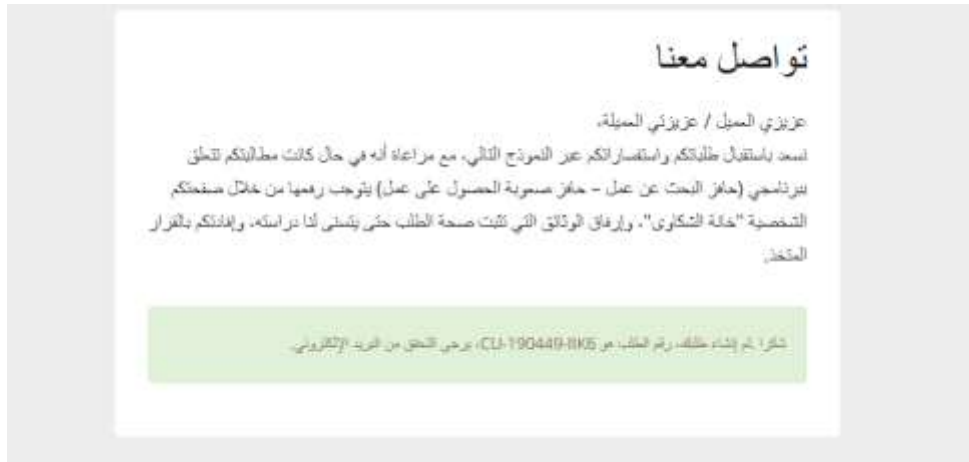 تواصل معنا
عزيزي العميل / عزيزتي العميلة،
نسعد باستقبال طلباتكم واستفساراتكم عبر النموذج التالي، مع مراعاة أنه في حال كانت مطالبتكم تتعلق
ببرنامجي (حافز البحث عن عمل – حافز صعوبة الحصول على عمل) يتوجب رفعها من خلال صفحتكم
الشخصية "خانة الشكاوى"، وإرفاق الوثائق التي تثبت صحة الطلب حتى يتسنى لنا دراسته، وإفادتكم بالقرار
المتخذ.
شكرا تم إنشاء طلبك، رقم الطلب هو CU-190449-، يرجى التحقق من البريد الإلكتروني.